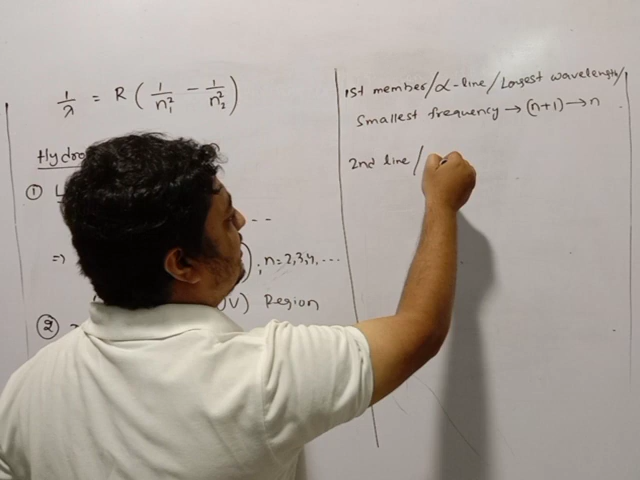 1/λ = R ( 1/n₁² − 1/n₂² )
Hydro
①
--
⇒ ) , n = 2,3,4, ...
②
V) Region
1st member/α-line/Longest wavelength/
Smallest frequency → (n+1) → n
2nd line /